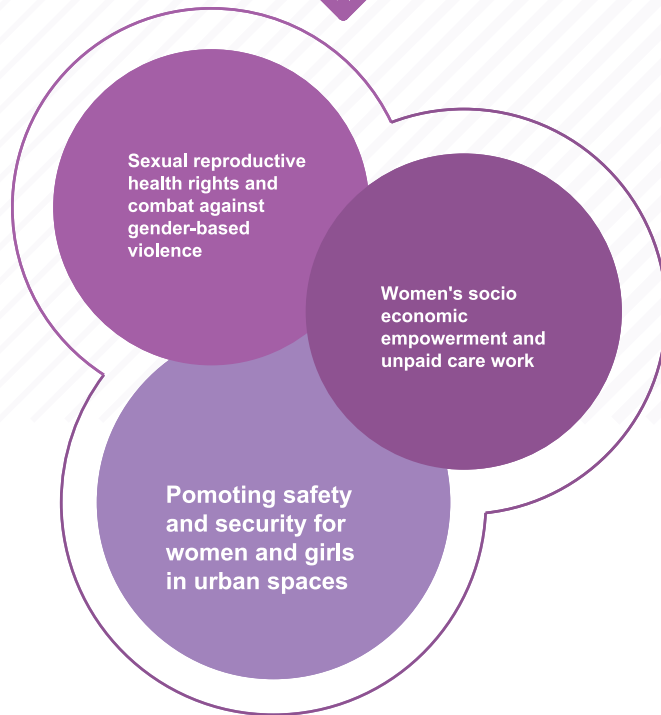 Sexual reproductive
health rights and
combat against
gender-based
violence
Women's socio
economic
empowerment and
unpaid care work
Pomoting safety
and security for
women and girls
in urban spaces